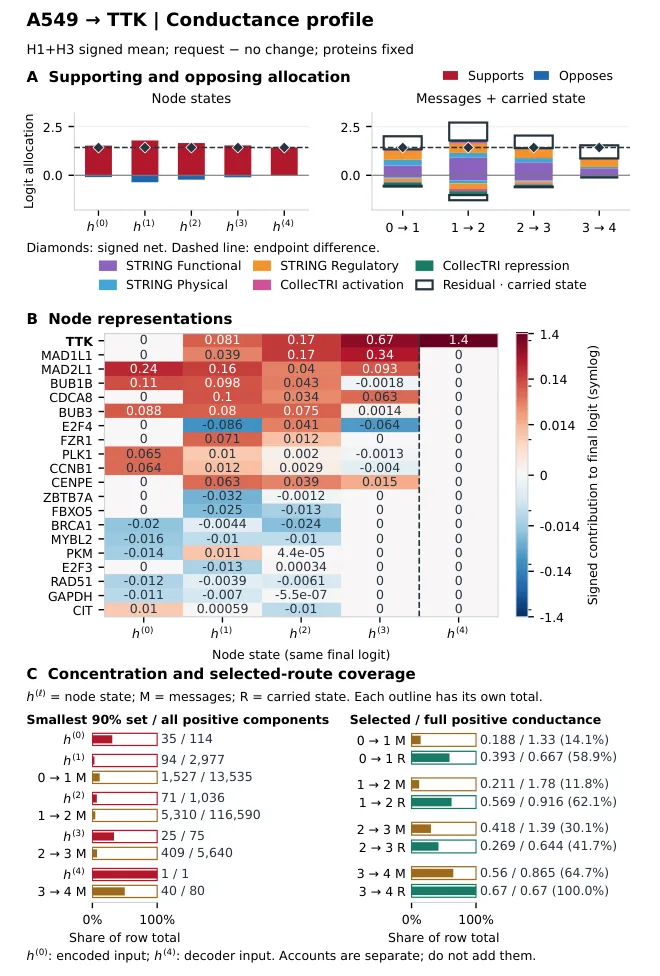 A549 → TTK | Conductance profile
H1+H3 signed mean; request − no change; proteins fixed
A Supporting and opposing allocation
Supports Opposes
Node states Messages + carried state
Logit allocation
2.5 2.5
0.0 0.0
h(0) h(1) h(2) h(3) h(4) 0 → 1 1 → 2 2 → 3 3 → 4
Diamonds: signed net. Dashed line: endpoint difference.
STRING Functional STRING Regulatory CollecTRI repression
STRING Physical CollecTRI activation Residual · carried state
B Node representations
TTK 0 0.081 0.17 0.67 1.4
MAD1L1 0 0.039 0.17 0.34 0
MAD2L1 0.24 0.16 0.04 0.093 0
BUB1B 0.11 0.098 0.043 -0.0018 0
CDCA8 0 0.1 0.034 0.063 0
BUB3 0.088 0.08 0.075 0.0014 0
E2F4 0 -0.086 0.041 -0.064 0
FZR1 0 0.071 0.012 0 0
PLK1 0.065 0.01 0.002 -0.0013 0
CCNB1 0.064 0.012 0.0029 -0.004 0
CENPE 0 0.063 0.039 0.015 0
ZBTB7A 0 -0.032 -0.0012 0 0
FBXO5 0 -0.025 -0.013 0 0
BRCA1 -0.02 -0.0044 -0.024 0 0
MYBL2 -0.016 -0.01 -0.01 0 0
PKM -0.014 0.011 4.4e-05 0 0
E2F3 0 -0.013 0.00034 0 0
RAD51 -0.012 -0.0039 -0.0061 0 0
GAPDH -0.011 -0.007 -5.5e-07 0 0
CIT 0.01 0.00059 -0.01 0 0
h(0) h(1) h(2) h(3) h(4)
Node state (same final logit)
1.4
0.14
0.014
0
-0.014
-0.14
-1.4
Signed contribution to final logit (symlog)
C Concentration and selected-route coverage
h(ℓ) = node state; M = messages; R = carried state. Each outline has its own total.
Smallest 90% set / all positive components
h(0) 35 / 114
h(1) 94 / 2,977
0 → 1 M 1,527 / 13,535
h(2) 71 / 1,036
1 → 2 M 5,310 / 116,590
h(3) 25 / 75
2 → 3 M 409 / 5,640
h(4) 1 / 1
3 → 4 M 40 / 80
0% 100%
Share of row total
Selected / full positive conductance
0 → 1 M 0.188 / 1.33 (14.1%)
0 → 1 R 0.393 / 0.667 (58.9%)
1 → 2 M 0.211 / 1.78 (11.8%)
1 → 2 R 0.569 / 0.916 (62.1%)
2 → 3 M 0.418 / 1.39 (30.1%)
2 → 3 R 0.269 / 0.644 (41.7%)
3 → 4 M 0.56 / 0.865 (64.7%)
3 → 4 R 0.67 / 0.67 (100.0%)
0% 100%
Share of row total
h(0): encoded input; h(4): decoder input. Accounts are separate; do not add them.